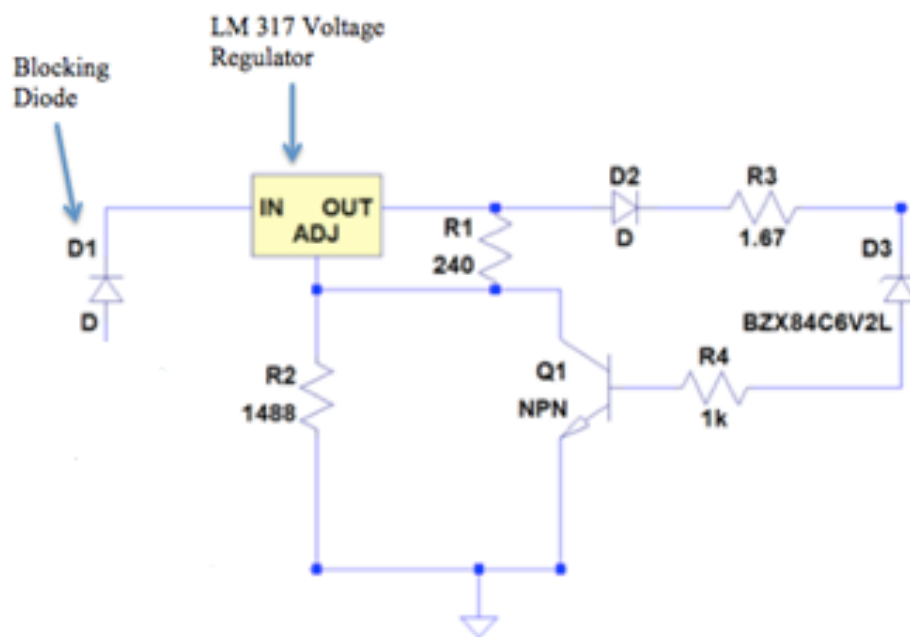 LM 317 Voltage
Regulator
Blocking
Diode
D1
D
IN OUT
ADJ
R1
240
D2
D
R3
1.67
D3
BZX84C6V2L
R2
1488
Q1
NPN
R4
1k